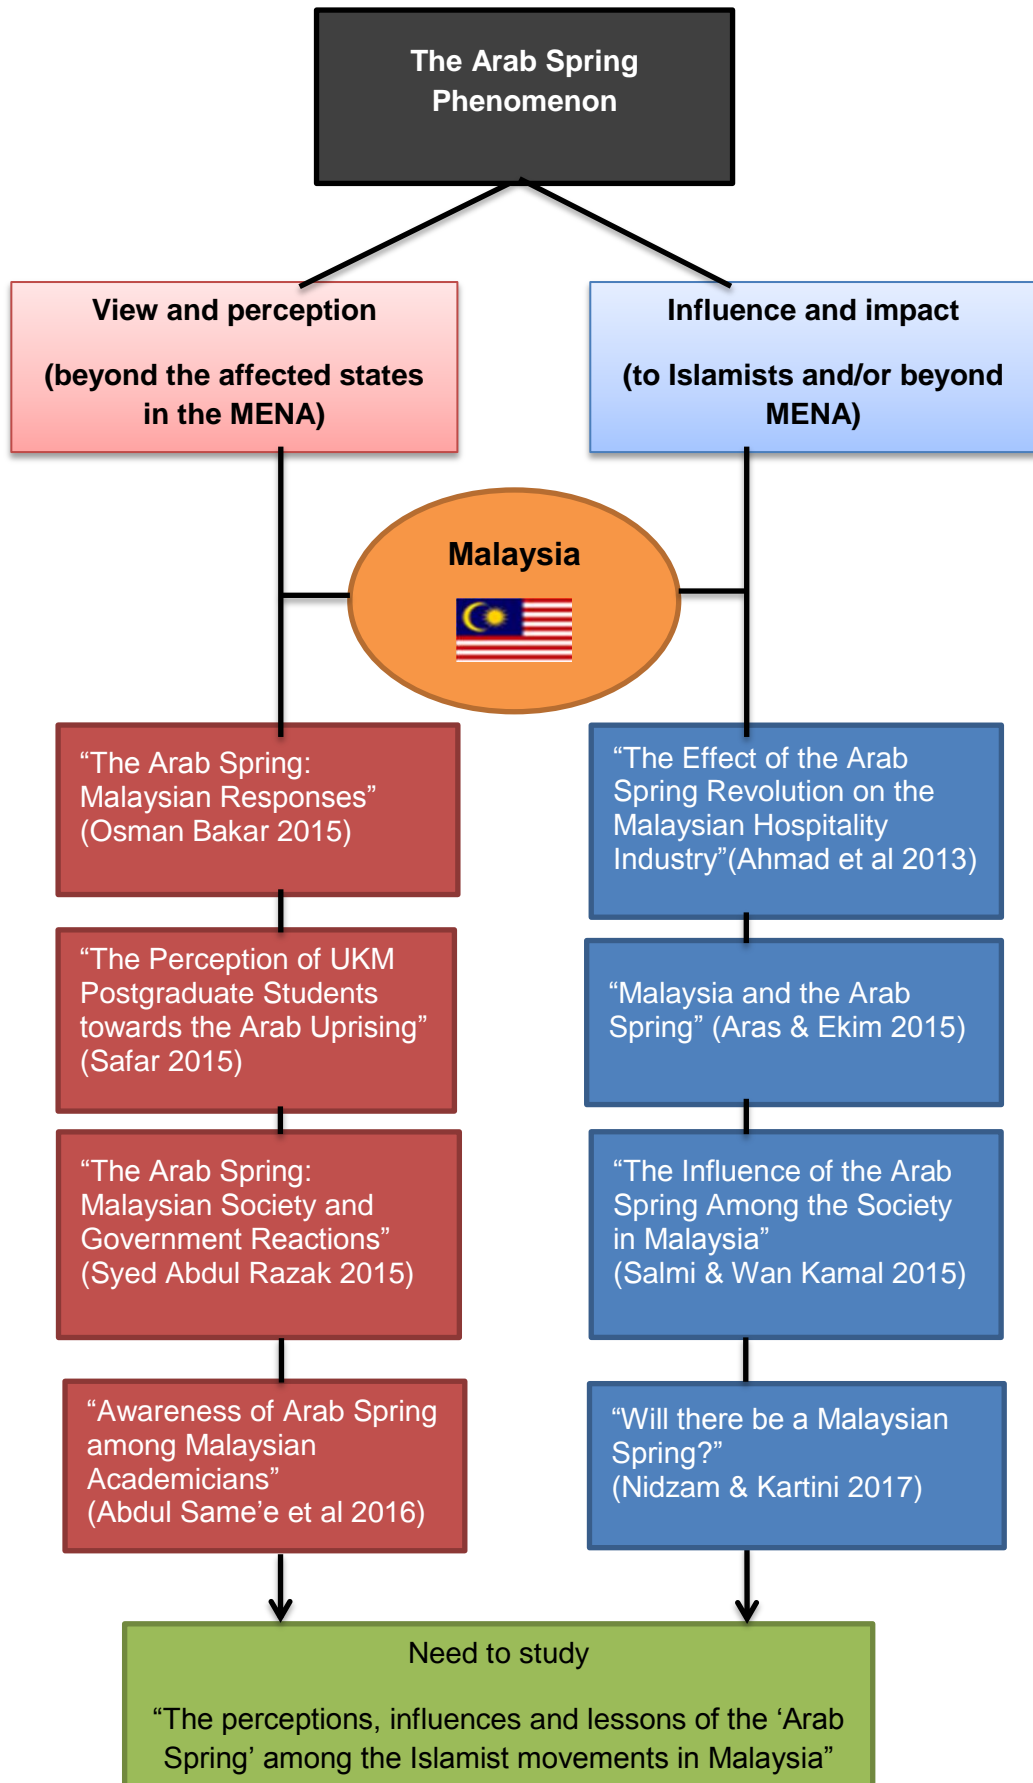 The Arab Spring
Phenomenon
View and perception
(beyond the affected states
in the MENA)
Influence and impact
(to Islamists and/or beyond
MENA)
Malaysia
“The Arab Spring:
Malaysian Responses”
(Osman Bakar 2015)
“The Perception of UKM
Postgraduate Students
towards the Arab Uprising”
(Safar 2015)
“The Arab Spring:
Malaysian Society and
Government Reactions”
(Syed Abdul Razak 2015)
“Awareness of Arab Spring
among Malaysian
Academicians”
(Abdul Same’e et al 2016)
“The Effect of the Arab
Spring Revolution on the
Malaysian Hospitality
Industry”(Ahmad et al 2013)
“Malaysia and the Arab
Spring” (Aras & Ekim 2015)
“The Influence of the Arab
Spring Among the Society
in Malaysia”
(Salmi & Wan Kamal 2015)
“Will there be a Malaysian
Spring?”
(Nidzam & Kartini 2017)
Need to study
“The perceptions, influences and lessons of the ‘Arab
Spring’ among the Islamist movements in Malaysia”